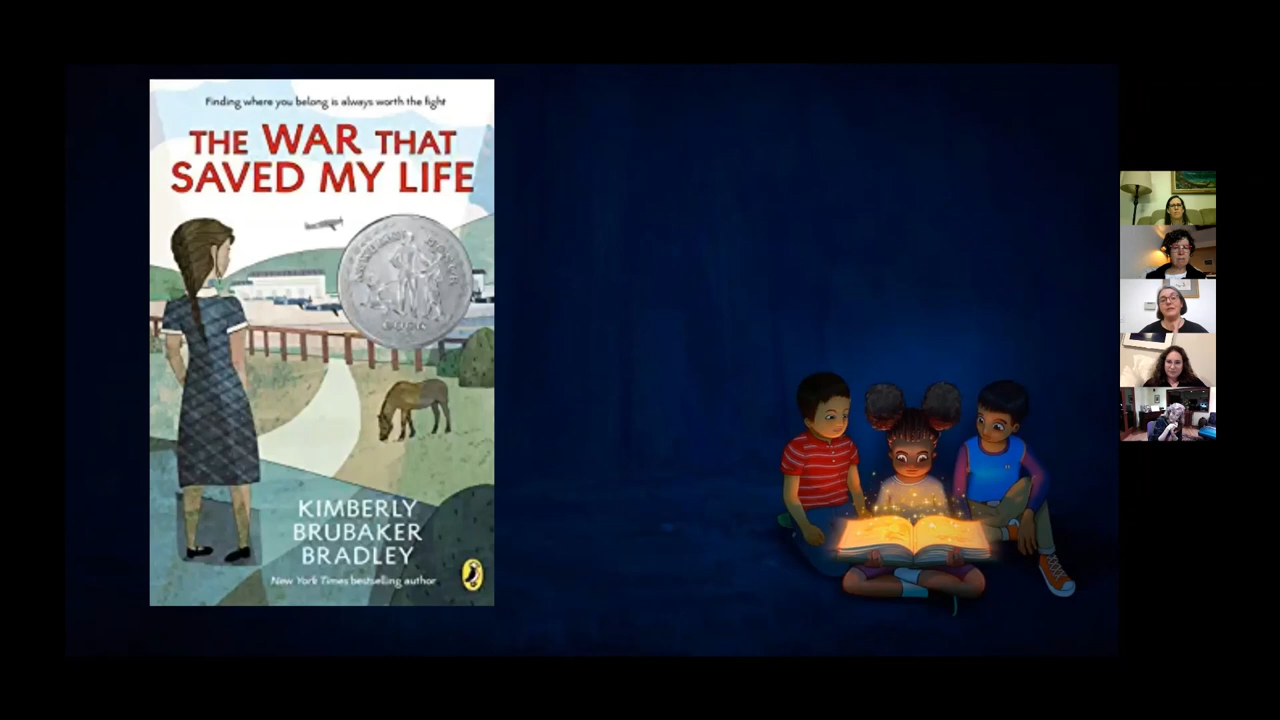 Finding where you belong is always worth the fight
THE WAR THAT
SAVED MY LIFE
KIMBERLY
BRUBAKER
BRADLEY
New York Times bestselling author